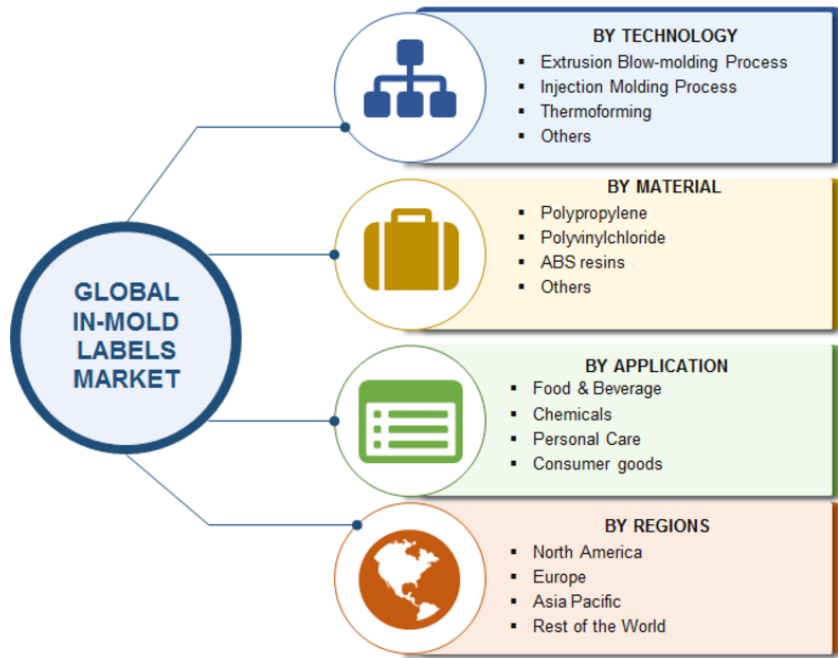 GLOBAL
IN-MOLD
LABELS
MARKET
BY TECHNOLOGY
▪ Extrusion Blow-molding Process
▪ Injection Molding Process
▪ Thermoforming
▪ Others
BY MATERIAL
▪ Polypropylene
▪ Polyvinylchloride
▪ ABS resins
▪ Others
BY APPLICATION
▪ Food & Beverage
▪ Chemicals
▪ Personal Care
▪ Consumer goods
BY REGIONS
▪ North America
▪ Europe
▪ Asia Pacific
▪ Rest of the World